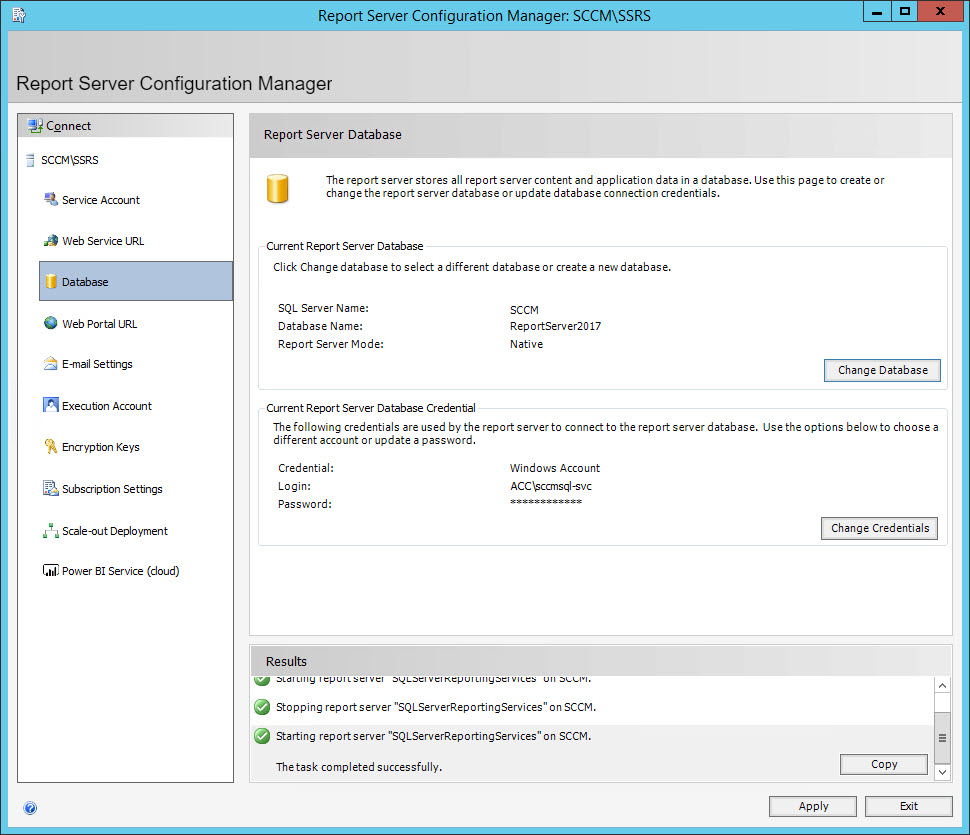 Report Server Configuration Manager: SCCM\SSRS
Report Server Configuration Manager
Connect
SCCM\SSRS
Service Account
Web Service URL
Database
Web Portal URL
E-mail Settings
Execution Account
Encryption Keys
Subscription Settings
Scale-out Deployment
Power BI Service (cloud)
Report Server Database
The report server stores all report server content and application data in a database. Use this page to create or
change the report server database or update database connection credentials.
Current Report Server Database
Click Change database to select a different database or create a new database.
SQL Server Name: SCCM
Database Name: ReportServer2017
Report Server Mode: Native
Change Database
Current Report Server Database Credential
The following credentials are used by the report server to connect to the report server database.  Use the options below to choose a
different account or update a password.
Credential: Windows Account
Login: ACC\sccmsql-svc
Password: ************
Change Credentials
Results
Starting report server "SQLServerReportingServices" on SCCM.
Stopping report server "SQLServerReportingServices" on SCCM.
Starting report server "SQLServerReportingServices" on SCCM.
The task completed successfully.
Copy
Apply Exit